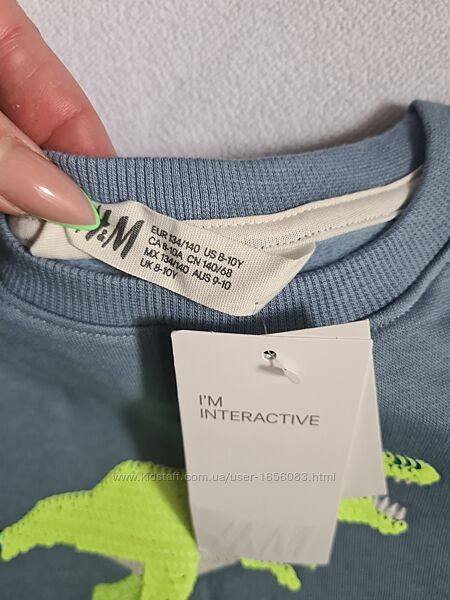 H&M
EUR 134/140 US 8-10Y
CA 8-10A CN 140/68
MX 134/140 AUS 9-10
UK 8-10Y
I'M
INTERACTIVE
www.kidstaff.com.ua/user-1656083.html
H&M